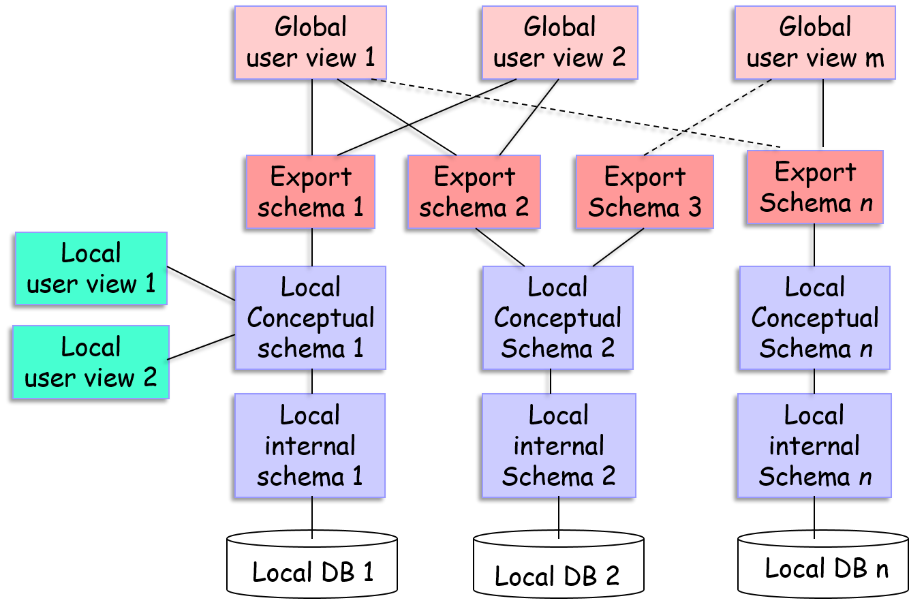 Global
user view 1
Global
user view 2
Global
user view m
Export
schema 1
Export
schema 2
Export
Schema 3
Export
Schema n
Local
user view 1
Local
user view 2
Local
Conceptual
schema 1
Local
Conceptual
Schema 2
Local
Conceptual
Schema n
Local
internal
schema 1
Local
internal
Schema 2
Local
internal
Schema n
Local DB 1
Local DB 2
Local DB n